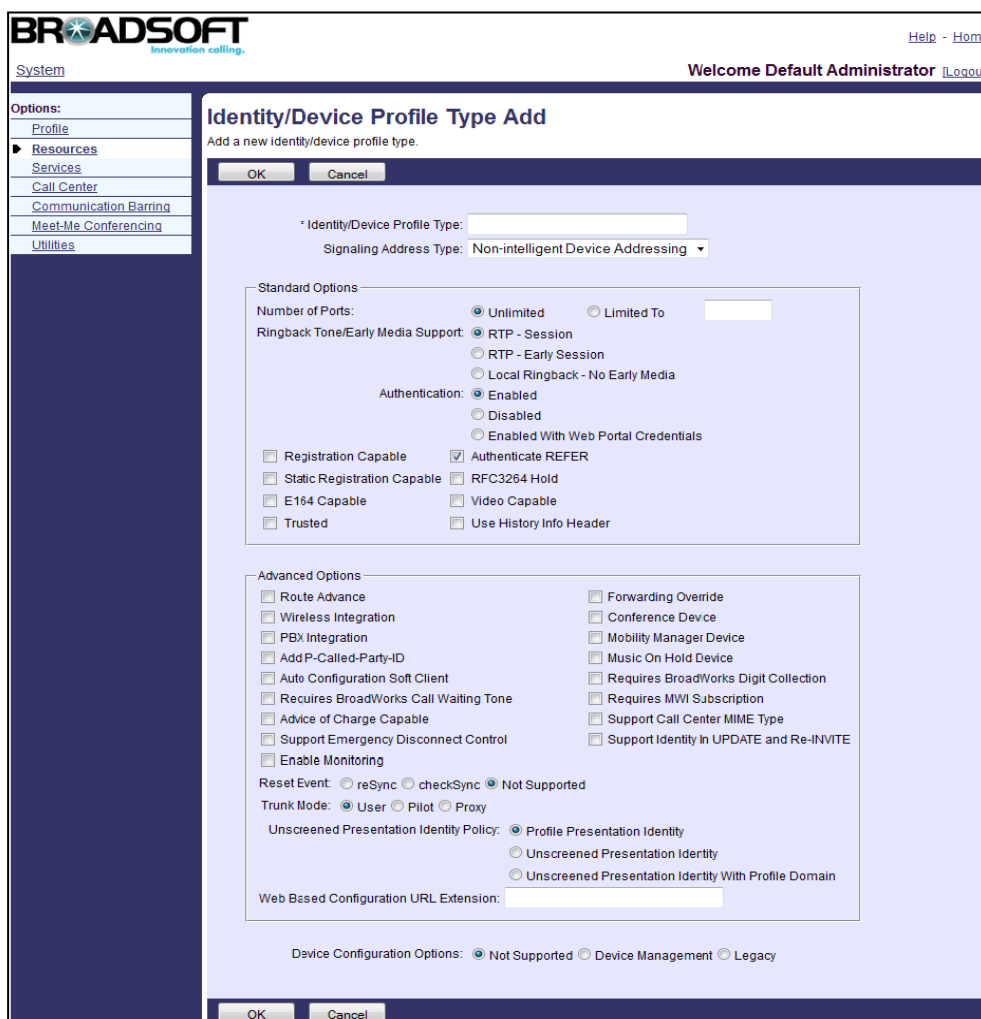 BROADSOFT
Innovation calling.
Help - Hom
System
Welcome Default Administrator [Logou
Options:
Profile
Resources
Services
Call Center
Communication Barring
Meet-Me Conferencing
Utilities
Identity/Device Profile Type Add
Add a new identity/device profile type.
OK Cancel
* Identity/Device Profile Type:
Signaling Address Type: Non-intelligent Device Addressing
Standard Options
Number of Ports: Unlimited Limited To
Ringback Tone/Early Media Support: RTP - Session
RTP - Early Session
Local Ringback - No Early Media
Authentication: Enabled
Disabled
Enabled With Web Portal Credentials
Registration Capable Authenticate REFER
Static Registration Capable RFC3264 Hold
E164 Capable Video Capable
Trusted Use History Info Header
Advanced Options
Route Advance Forwarding Override
Wireless Integration Conference Device
PBX Integration Mobility Manager Device
Add P-Called-Party-ID Music On Hold Device
Auto Configuration Soft Client Requires BroadWorks Digit Collection
Requires BroadWorks Call Waiting Tone Requires MWI Subscription
Advice of Charge Capable Support Call Center MIME Type
Support Emergency Disconnect Control Support Identity In UPDATE and Re-INVITE
Enable Monitoring
Reset Event: reSync checkSync Not Supported
Trunk Mode: User Pilot Proxy
Unscreened Presentation Identity Policy: Profile Presentation Identity
Unscreened Presentation Identity
Unscreened Presentation Identity With Profile Domain
Web Based Configuration URL Extension:
Device Configuration Options: Not Supported Device Management Legacy
OK Cancel